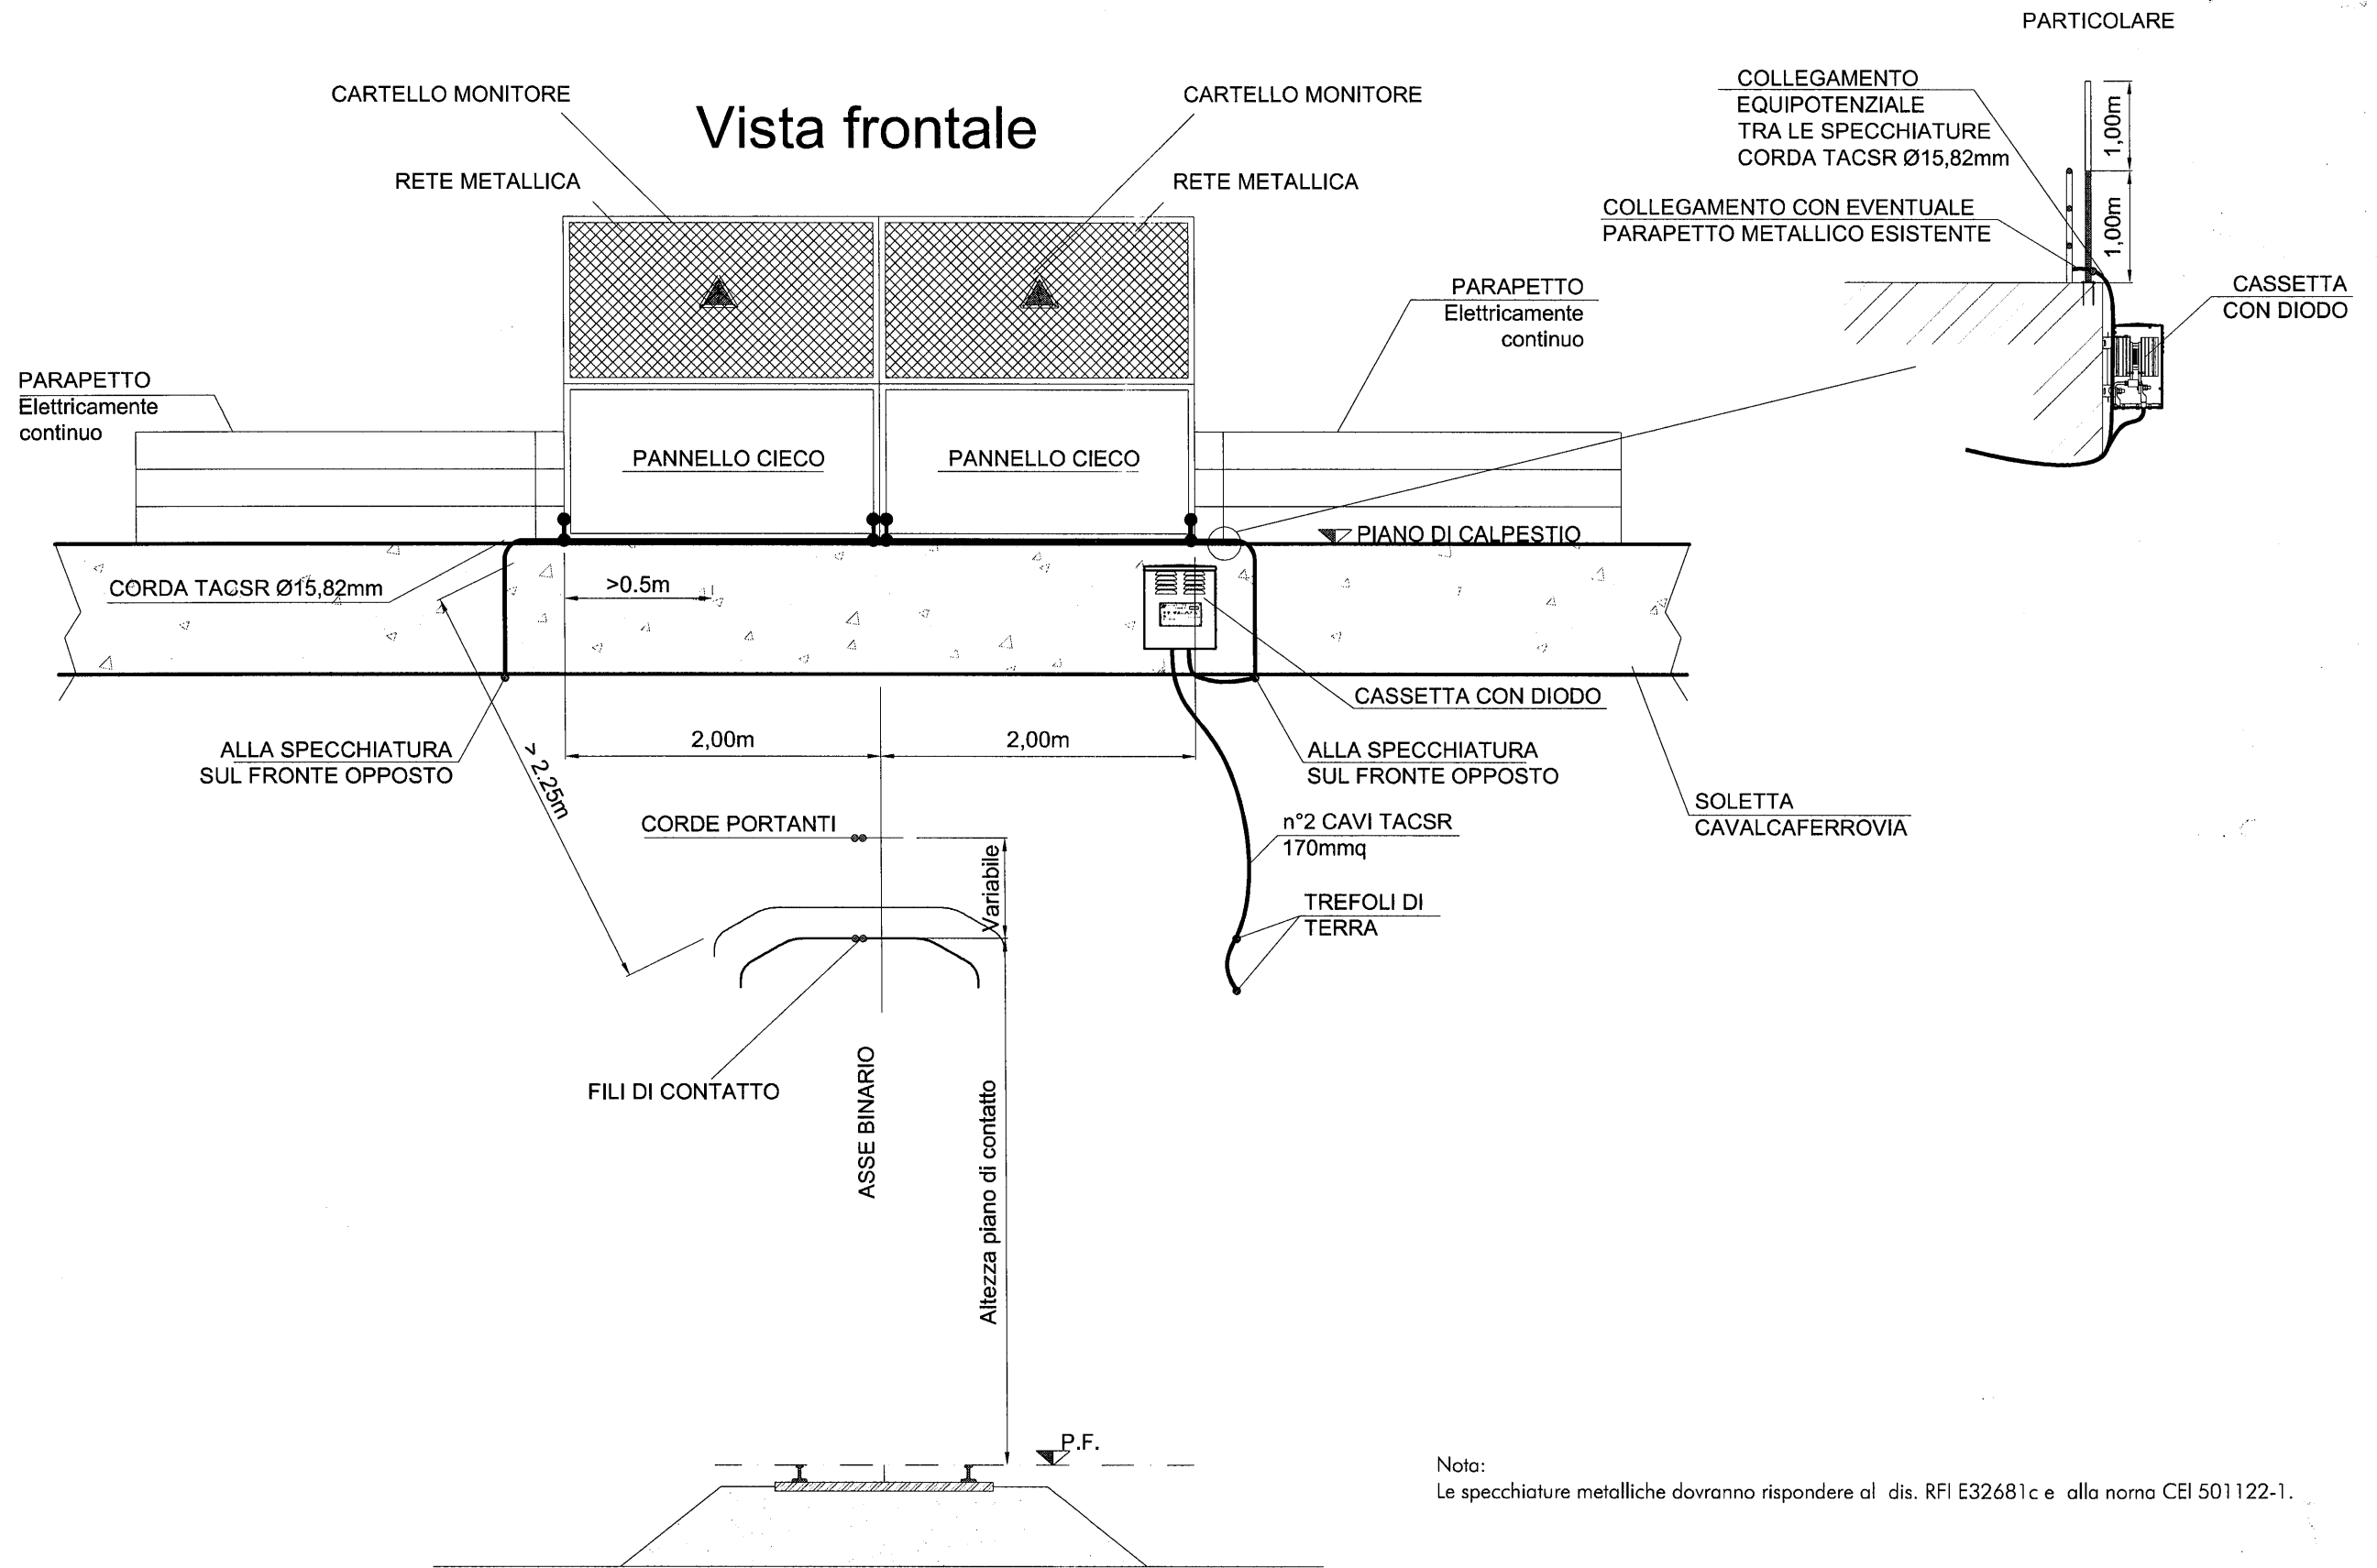 PARTICOLARE
CARTELLO MONITORE
Vista frontale
CARTELLO MONITORE
RETE METALLICA
RETE METALLICA
COLLEGAMENTO
EQUIPOTENZIALE
TRA LE SPECCHIATURE
CORDA TACSR Ø15,82mm
1,00m
1,00m
COLLEGAMENTO CON EVENTUALE
PARAPETTO METALLICO ESISTENTE
CASSETTA
CON DIODO
PARAPETTO
Elettricamente
continuo
PARAPETTO
Elettricamente
continuo
PANNELLO CIECO
PANNELLO CIECO
PIANO DI CALPESTIO
CORDA TACSR Ø15,82mm
>0.5m
CASSETTA CON DIODO
2,00m
2,00m
ALLA SPECCHIATURA
SUL FRONTE OPPOSTO
>2.25m
ALLA SPECCHIATURA
SUL FRONTE OPPOSTO
SOLETTA
CAVALCAFERROVIA
CORDE PORTANTI
Variabile
n°2 CAVI TACSR
170mmq
TREFOLI DI
TERRA
FILI DI CONTATTO
ASSE BINARIO
Altezza piano di contatto
P.F.
Nota:
Le specchiature metalliche dovranno rispondere al dis. RFI E32681c e alla norna CEI 501122-1.